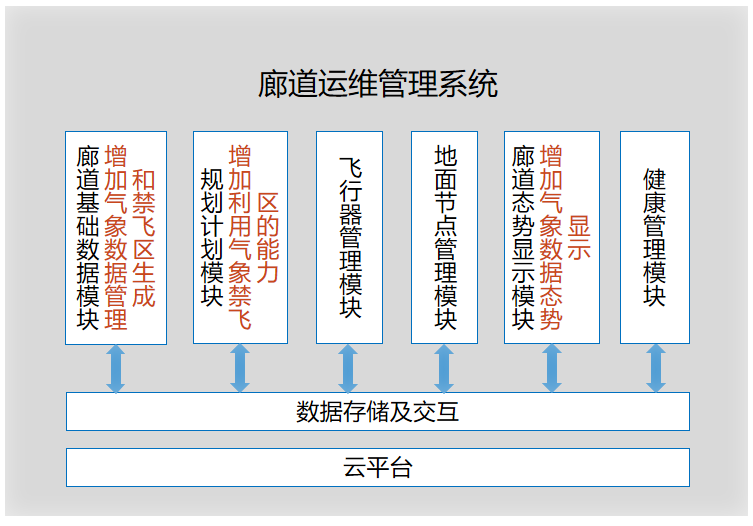 廊道运维管理系统
廊道基础数据模块
增加气象数据管理
和禁飞区生成
规划计划模块
增加利用气象禁飞
区的能力
飞行器管理模块
地面节点管理模块
廊道态势显示模块
增加气象数据态势
显示
健康管理模块
数据存储及交互
云平台